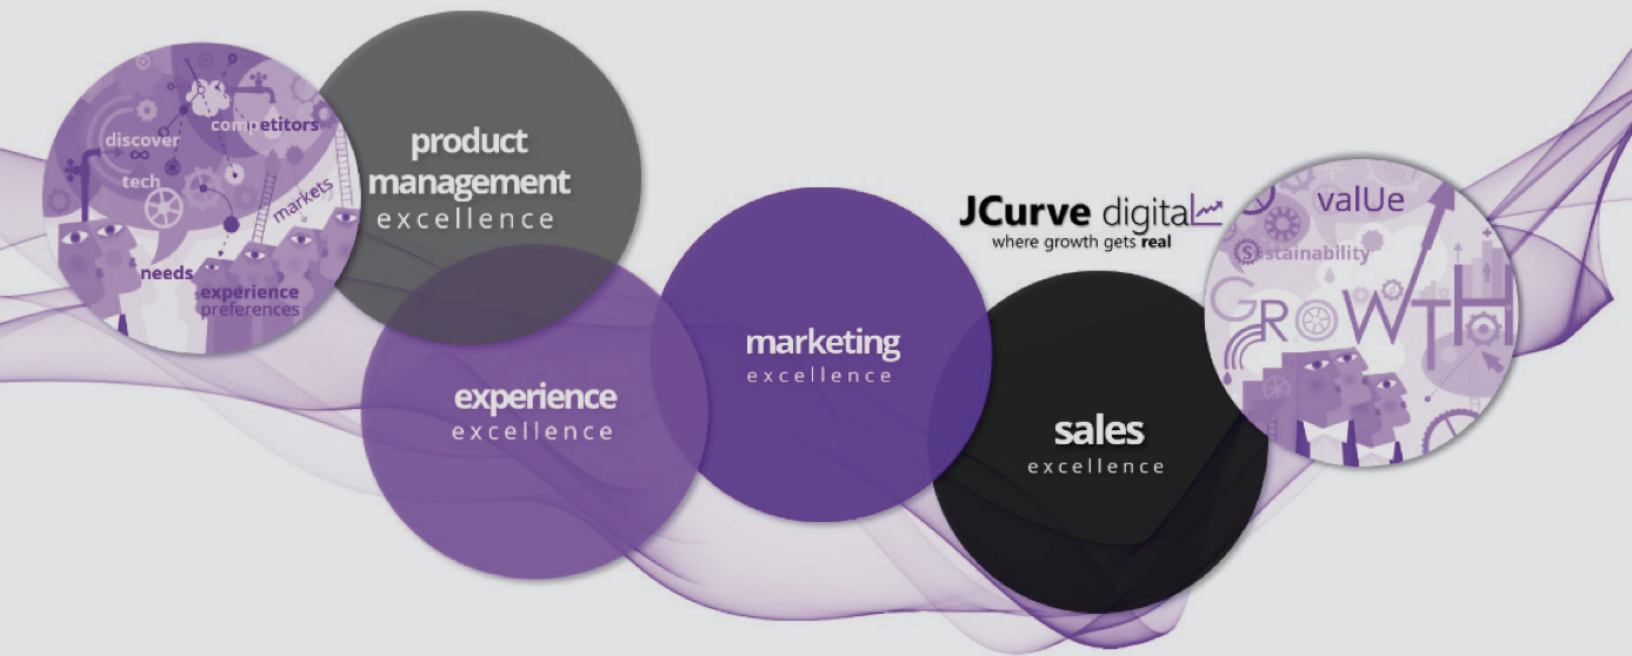 competitors
discover
tech
markets
needs
experience
preferences
product
management
excellence
experience
excellence
marketing
excellence
JCurve digital
where growth gets real
sales
excellence
valUe
Sustainability
GROWTH